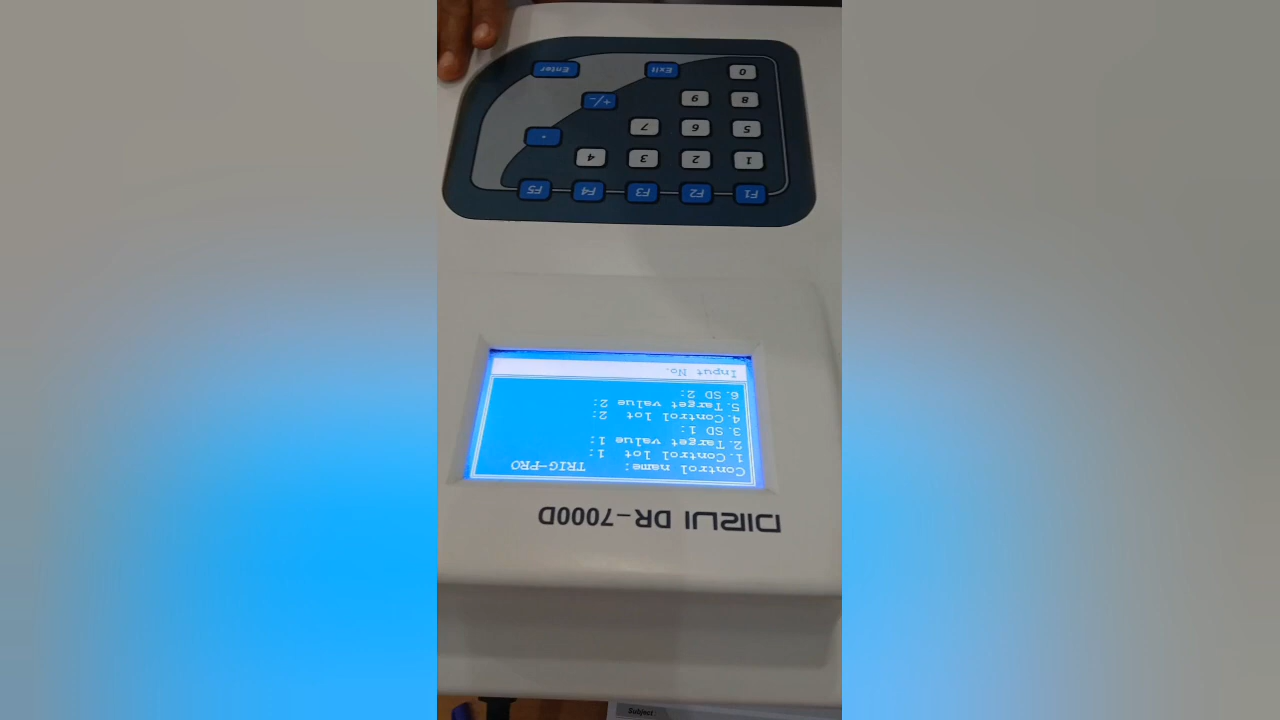 DIRUI DR-7000D
Control name: TRIG-PRO
1.Control lot 1:
2.Target value 1:
3.SD 1:
4.Control lot 2:
5.Target value 2:
6.SD 2:
Input No.
F1 F2 F3 F4 F5
1 2 3 4
5 6 7 .
8 9 +/-
0 Exit Enter
Subject: